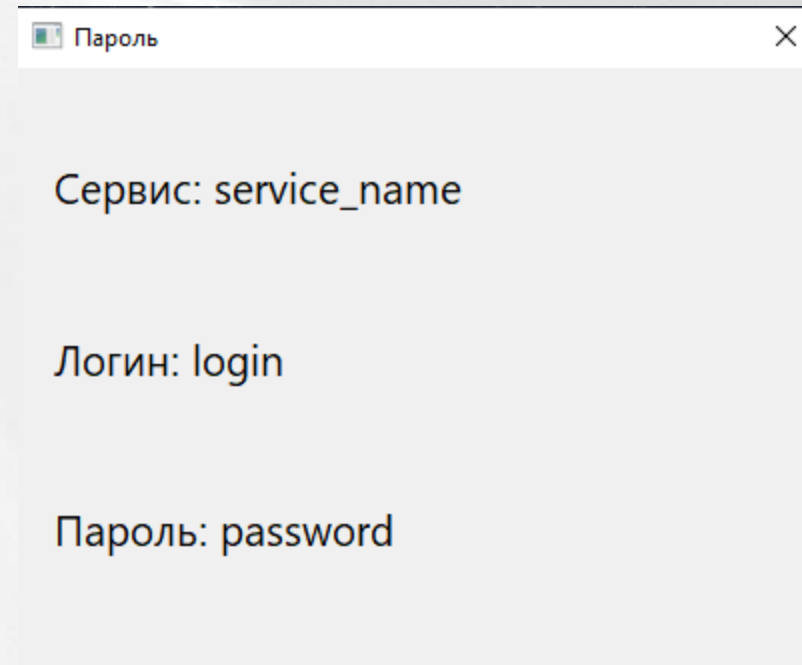 Пароль
Сервис: service_name
Логин: login
Пароль: password